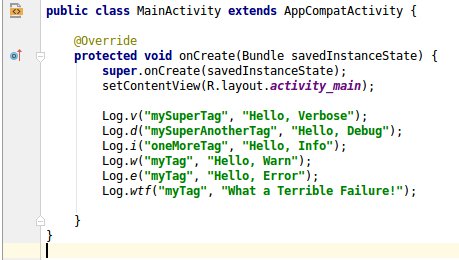 public class MainActivity extends AppCompatActivity {
@Override
protected void onCreate(Bundle savedInstanceState) {
super.onCreate(savedInstanceState);
setContentView(R.layout.activity_main);
Log.v("mySuperTag", "Hello, Verbose");
Log.d("mySuperAnotherTag", "Hello, Debug");
Log.i("oneMoreTag", "Hello, Info");
Log.w("myTag", "Hello, Warn");
Log.e("myTag", "Hello, Error");
Log.wtf("myTag", "What a Terrible Failure!");
}
}